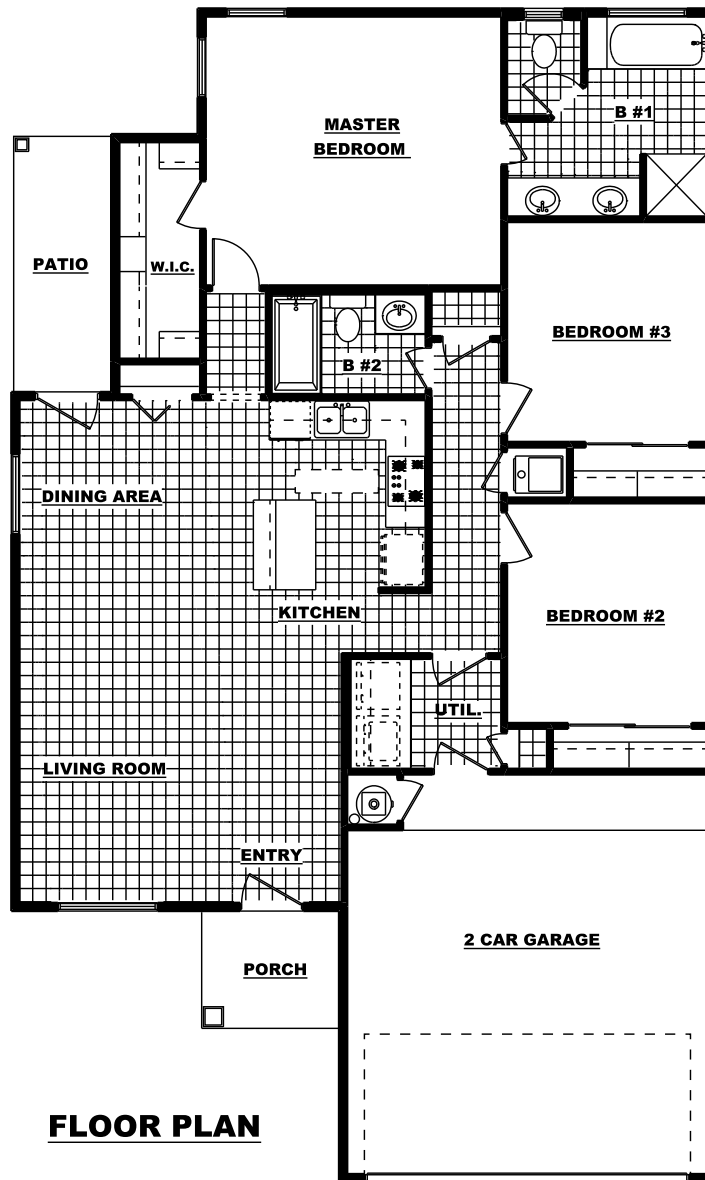 MASTER
BEDROOM
B #1
PATIO
W.I.C.
B #2
BEDROOM #3
DINING AREA
KITCHEN
BEDROOM #2
UTIL.
LIVING ROOM
ENTRY
2 CAR GARAGE
PORCH
FLOOR PLAN